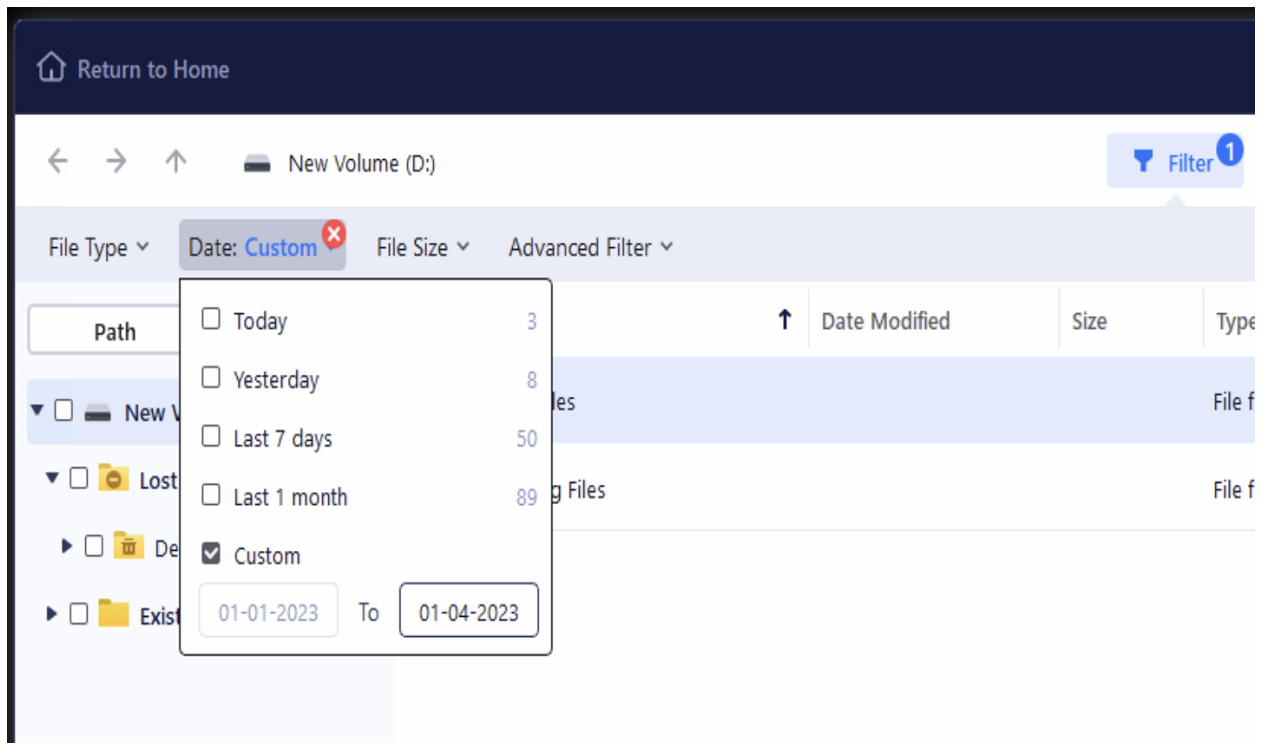 Return to Home
New Volume (D:)
Filter 1
File Type Date: Custom File Size Advanced Filter
Path
Date Modified Size Type
Today 3
Yesterday 8
Last 7 days 50
Last 1 month 89
Custom
01-01-2023 To 01-04-2023
New V
Lost
De
Exist
les File f
g Files File f